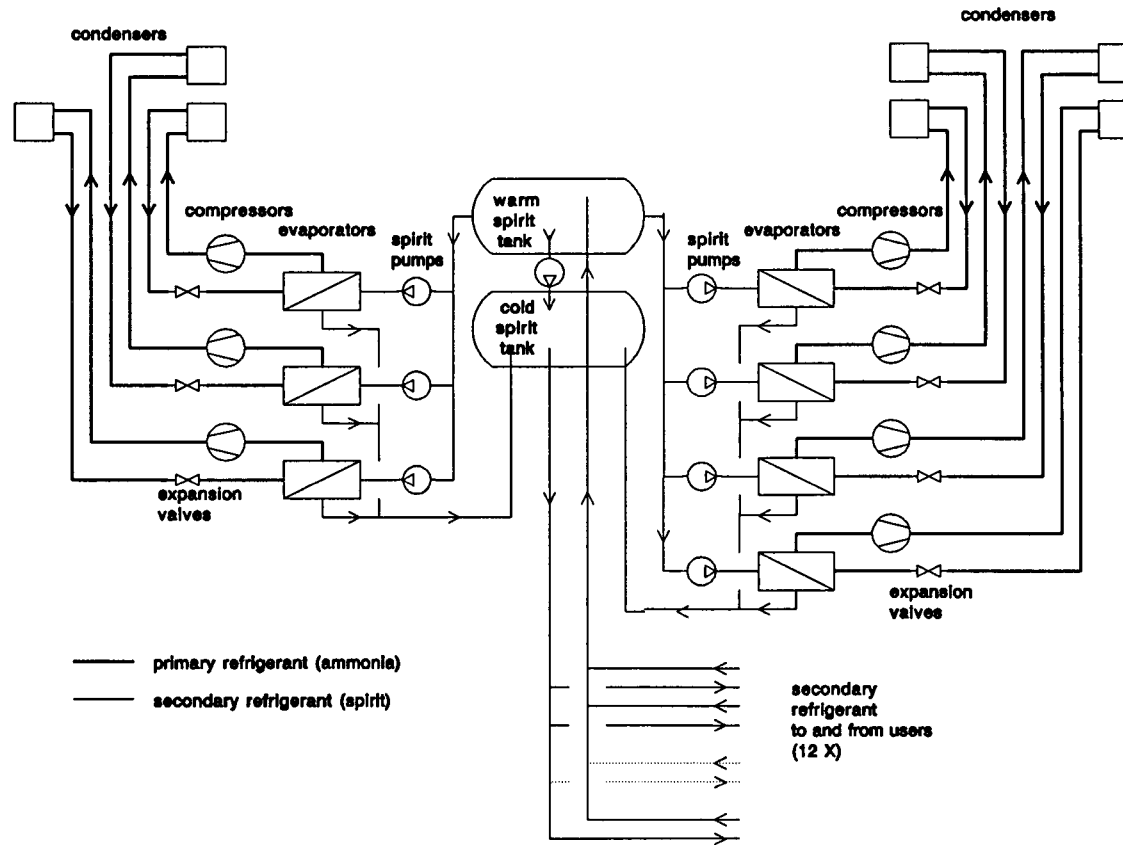 condensers
condensers
compressors
evaporators
spirit
pumps
warm
spirit
tank
cold
spirit
tank
spirit
pumps
evaporators
compressors
expansion
valves
expansion
valves
primary refrigerant (ammonia)
secondary refrigerant (spirit)
secondary
refrigerant
to and from users
(12 X)